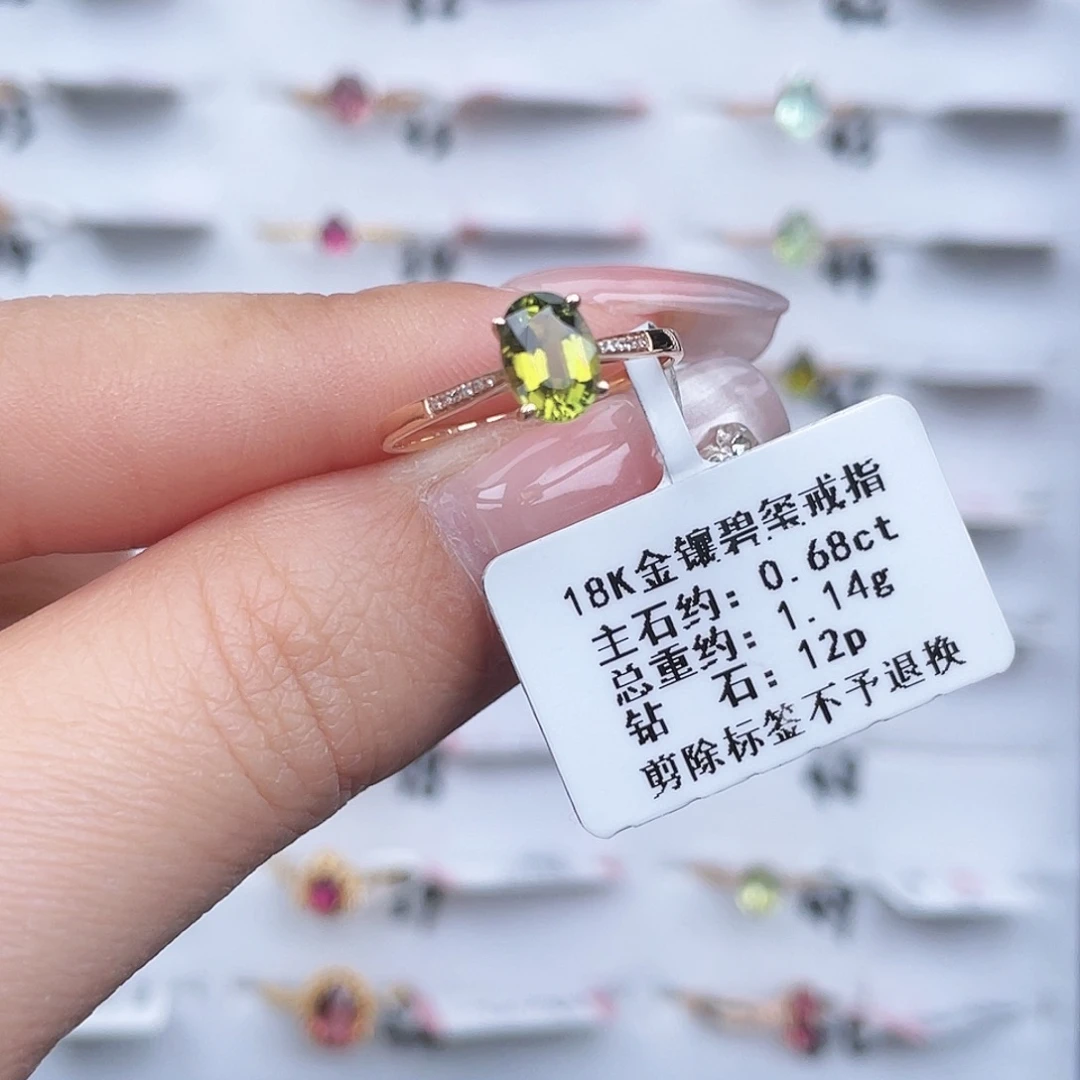 18K金镶碧玺戒指
主石约: 0.68ct
总重约: 1.14g
钻 石: 12p
剪除标签不予退换